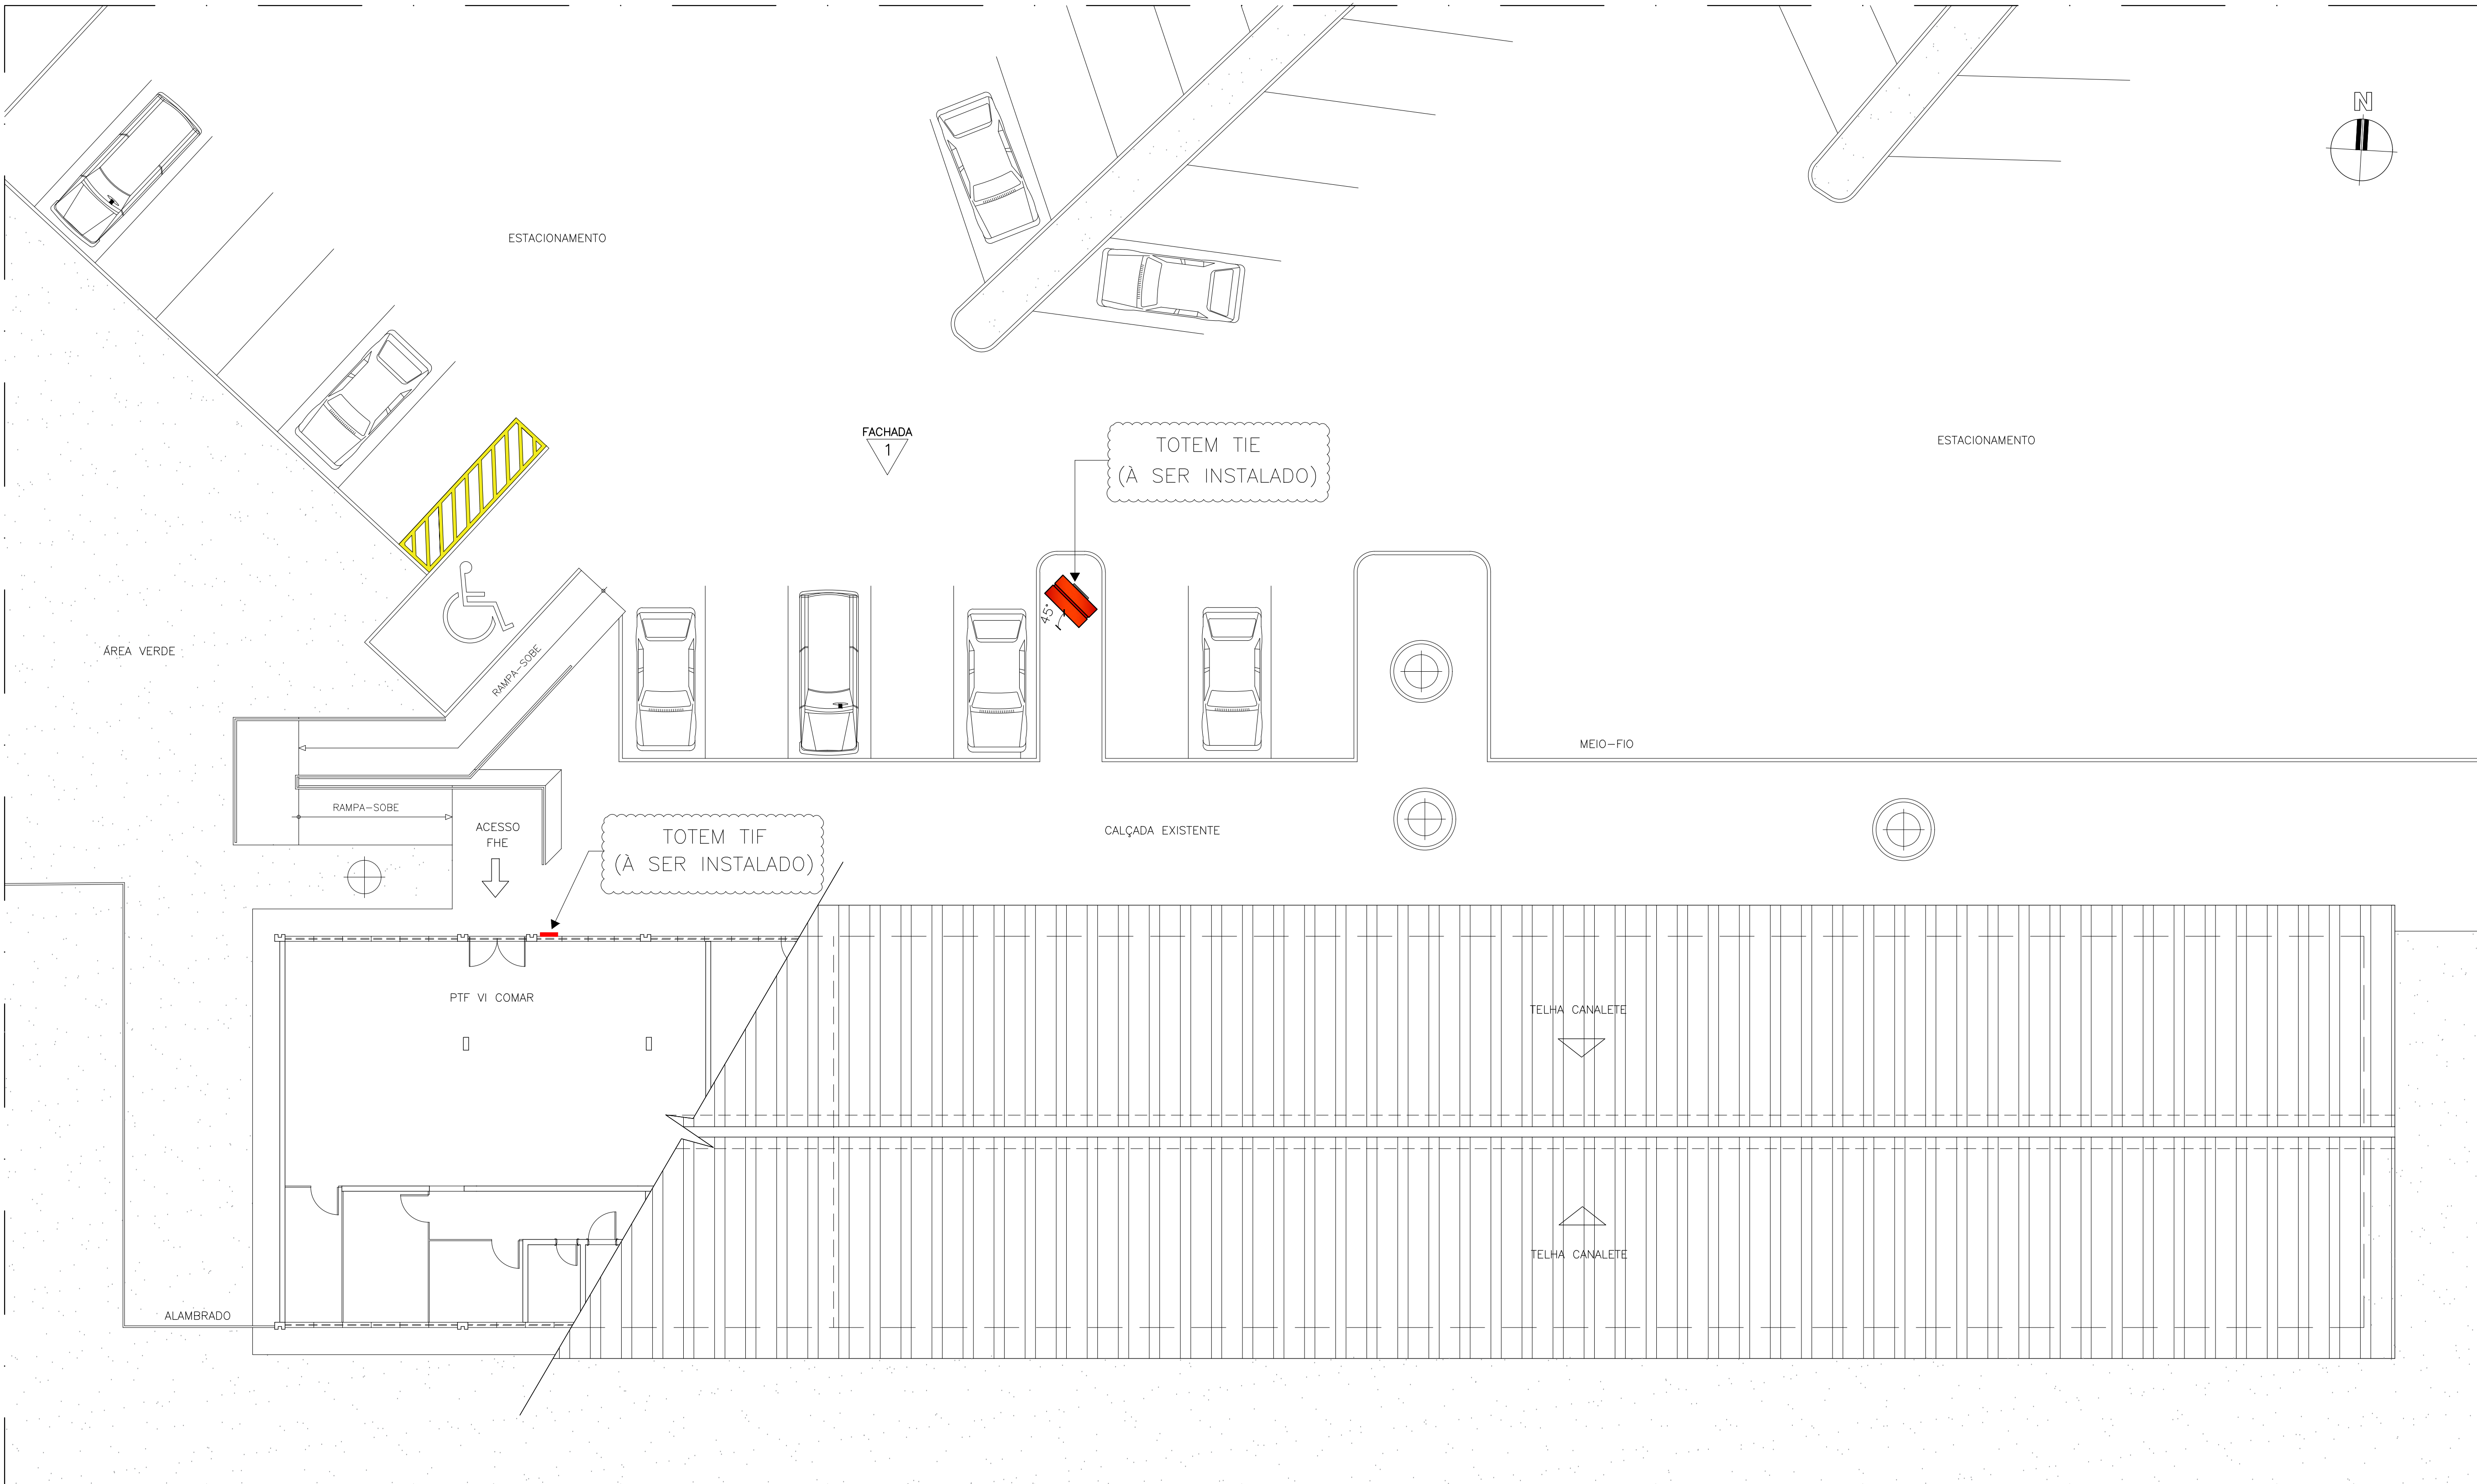 N
ESTACIONAMENTO
FACHADA
1
TOTEM TIE
(À SER INSTALADO)
ESTACIONAMENTO
45°
ÁREA VERDE
RAMPA-SOBE
MEIO-FIO
RAMPA-SOBE
ACESSO
FHE
TOTEM TIF
(À SER INSTALADO)
CALÇADA EXISTENTE
PTF VI COMAR
TELHA CANALETE
TELHA CANALETE
ALAMBRADO